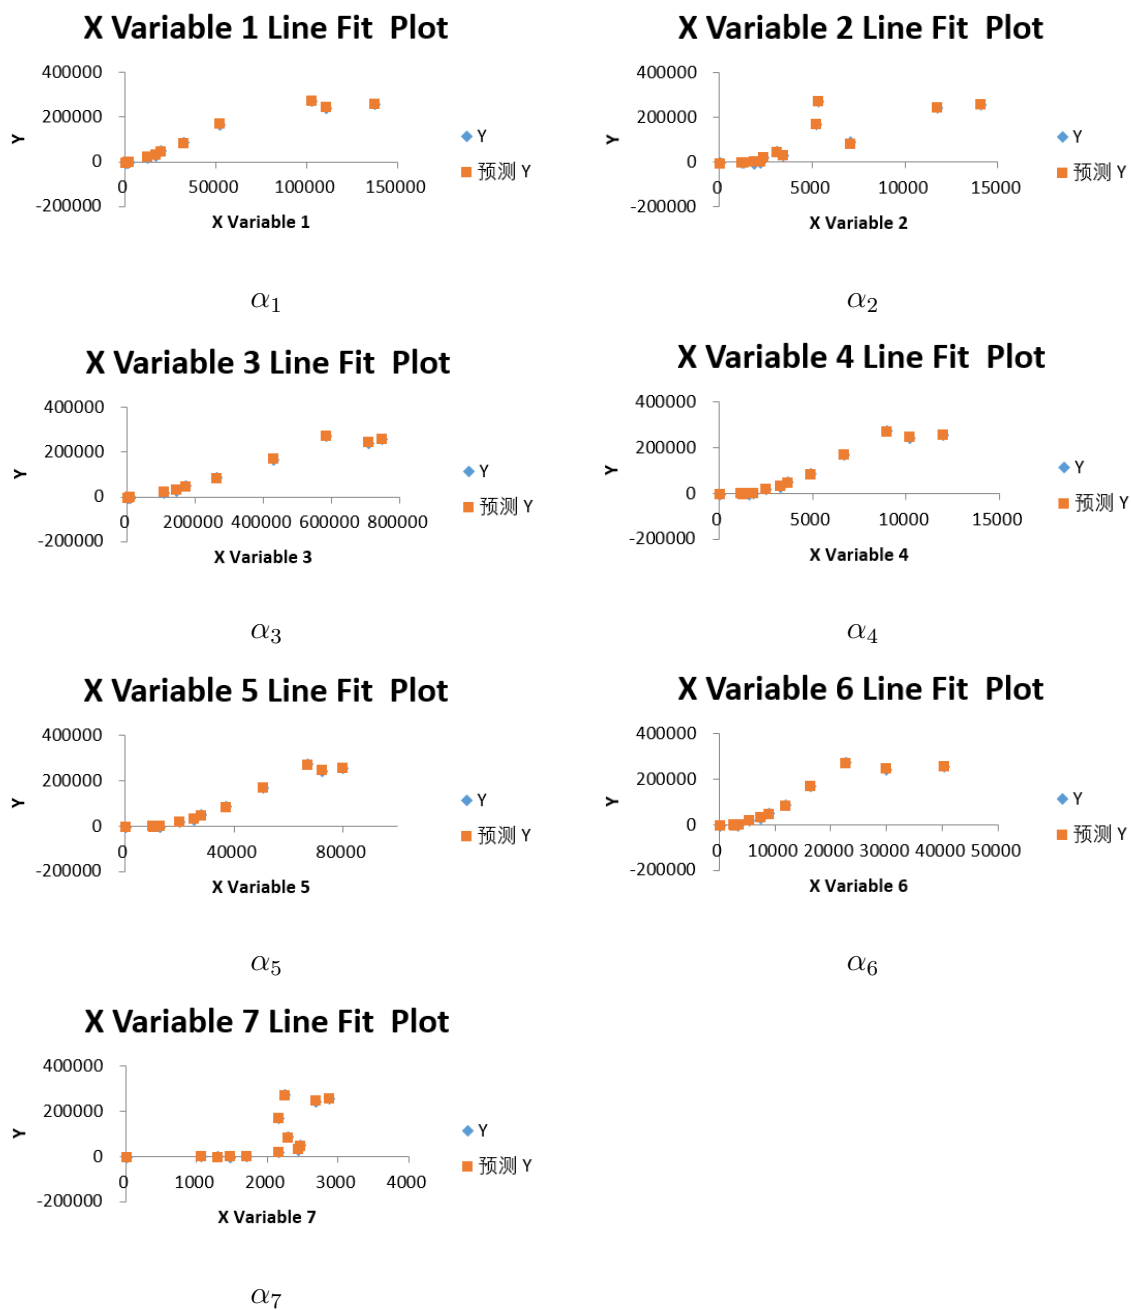 X Variable 1 Line Fit  Plot
400000
200000
0
-200000
Y
0
50000
100000
150000
X Variable 1
Y
预测 Y
α1
X Variable 2 Line Fit  Plot
400000
200000
0
-200000
Y
0
5000
10000
15000
X Variable 2
Y
预测 Y
α2
X Variable 3 Line Fit  Plot
400000
200000
0
-200000
Y
0
200000
400000
600000
800000
X Variable 3
Y
预测 Y
α3
X Variable 4 Line Fit  Plot
400000
200000
0
-200000
Y
0
5000
10000
15000
X Variable 4
Y
预测 Y
α4
X Variable 5 Line Fit  Plot
400000
200000
0
-200000
Y
0
40000
80000
X Variable 5
Y
预测 Y
α5
X Variable 6 Line Fit  Plot
400000
200000
0
-200000
Y
0
10000
20000
30000
40000
50000
X Variable 6
Y
预测 Y
α6
X Variable 7 Line Fit  Plot
400000
200000
0
-200000
Y
0
1000
2000
3000
4000
X Variable 7
Y
预测 Y
α7